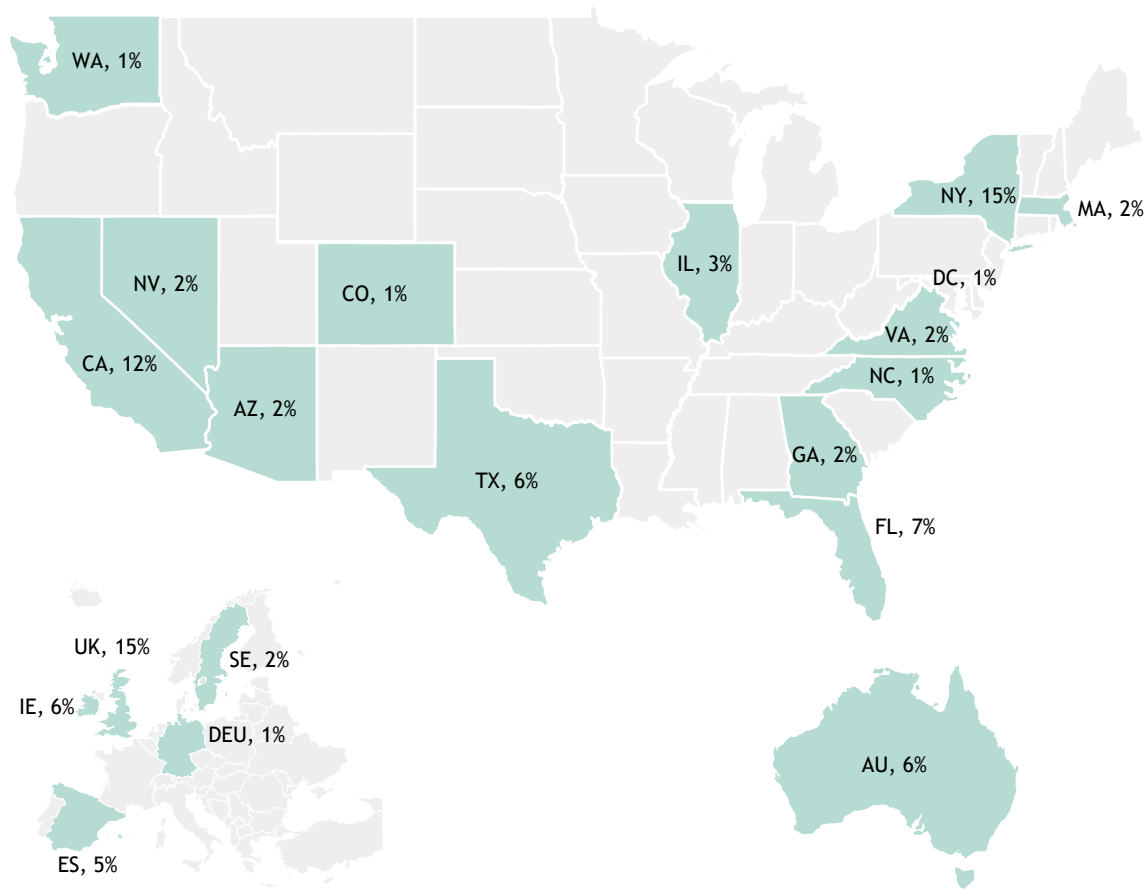 WA, 1%
NY, 15%
MA, 2%
IL, 3%
DC, 1%
NV, 2%
CO, 1%
VA, 2%
CA, 12%
NC, 1%
AZ, 2%
GA, 2%
TX, 6%
FL, 7%
UK, 15%
SE, 2%
IE, 6%
DEU, 1%
AU, 6%
ES, 5%